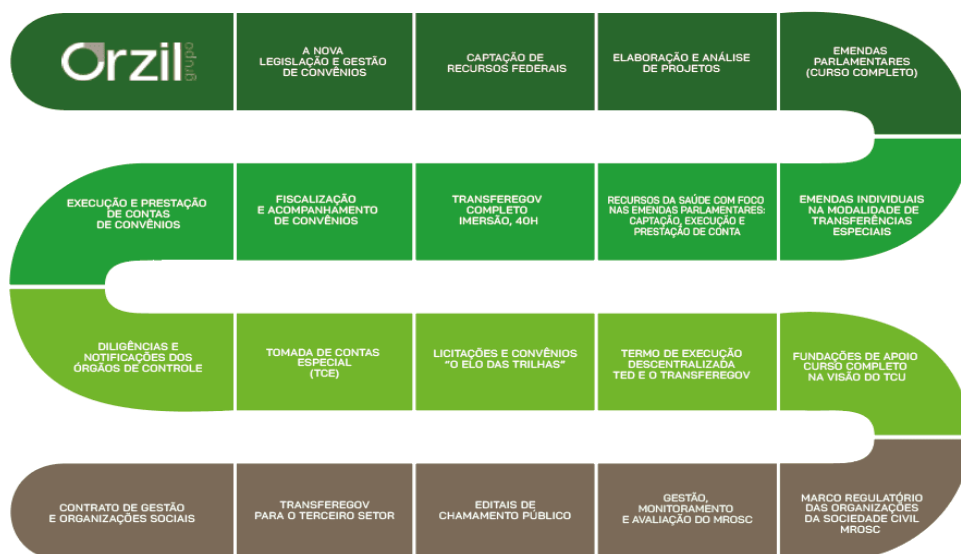 Orzil
grupo
A NOVA
LEGISLAÇÃO E GESTÃO
DE CONVÊNIOS
CAPTAÇÃO DE
RECURSOS FEDERAIS
ELABORAÇÃO E ANÁLISE
DE PROJETOS
EMENDAS
PARLAMENTARES
(CURSO COMPLETO)
EMENDAS INDIVIDUAIS
NA MODALIDADE DE
TRANSFERÊNCIAS
ESPECIAIS
RECURSOS DA SAÚDE COM FOCO
NAS EMENDAS PARLAMENTARES:
CAPTAÇÃO, EXECUÇÃO E
PRESTAÇÃO DE CONTA
TRANSFEREGOV
COMPLETO
IMERSÃO, 40H
FISCALIZAÇÃO
E ACOMPANHAMENTO
DE CONVÊNIOS
EXECUÇÃO E PRESTAÇÃO
DE CONTAS
DE CONVÊNIOS
DILIGÊNCIAS E
NOTIFICAÇÕES DOS
ÓRGÃOS DE CONTROLE
TOMADA DE CONTAS
ESPECIAL
(TCE)
LICITAÇÕES E CONVÊNIOS
"O ELO DAS TRILHAS"
TERMO DE EXECUÇÃO
DESCENTRALIZADA
TED E O TRANSFEREGOV
FUNDAÇÕES DE APOIO
CURSO COMPLETO
NA VISÃO DO TCU
MARCO REGULATÓRIO
DAS ORGANIZAÇÕES
DA SOCIEDADE CIVIL
MROSC
GESTÃO,
MONITORAMENTO
E AVALIAÇÃO DO MROSC
EDITAIS DE
CHAMAMENTO PÚBLICO
TRANSFEREGOV
PARA O TERCEIRO SETOR
CONTRATO DE GESTÃO
E ORGANIZAÇÕES SOCIAIS